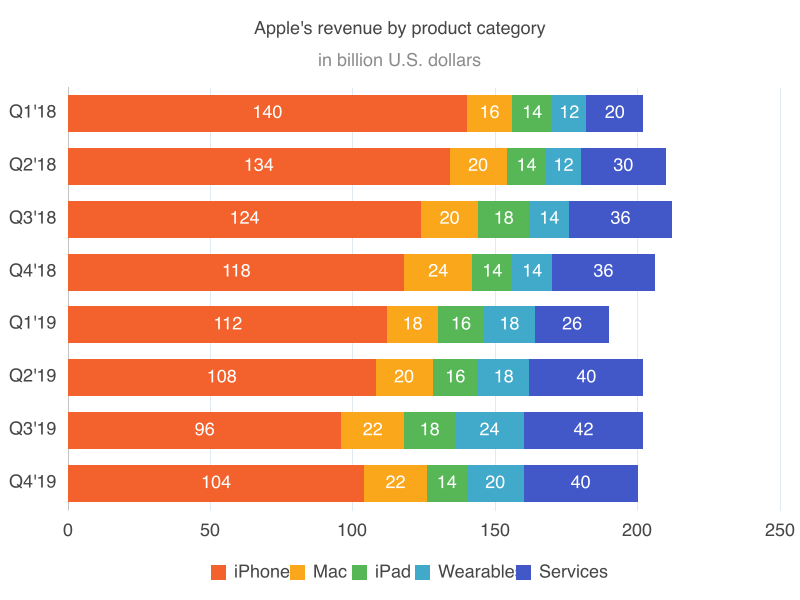 Apple's revenue by product category
in billion U.S. dollars
Q1'18 140 16 14 12 20
Q2'18 134 20 14 12 30
Q3'18 124 20 18 14 36
Q4'18 118 24 14 14 36
Q1'19 112 18 16 18 26
Q2'19 108 20 16 18 40
Q3'19 96 22 18 24 42
Q4'19 104 22 14 20 40
0 50 100 150 200 250
iPhone Mac iPad Wearable Services